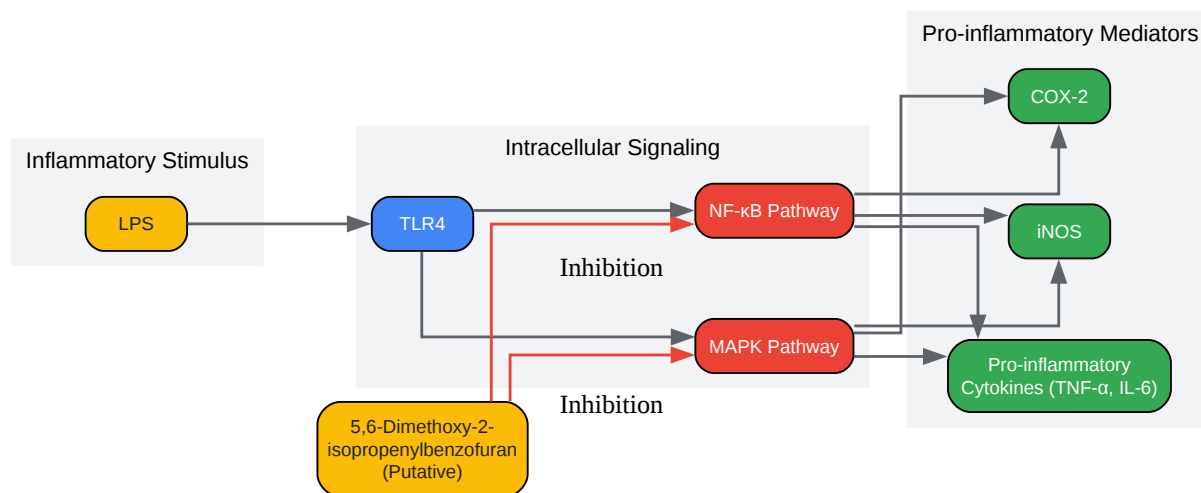 Pro-inflammatory Mediators
COX-2
Inflammatory Stimulus
Intracellular Signaling
LPS
TLR4
NF-κB Pathway
iNOS
Inhibition
MAPK Pathway
Pro-inflammatory
Cytokines (TNF-α, IL-6)
Inhibition
5,6-Dimethoxy-2-
isopropenylbenzofuran
(Putative)